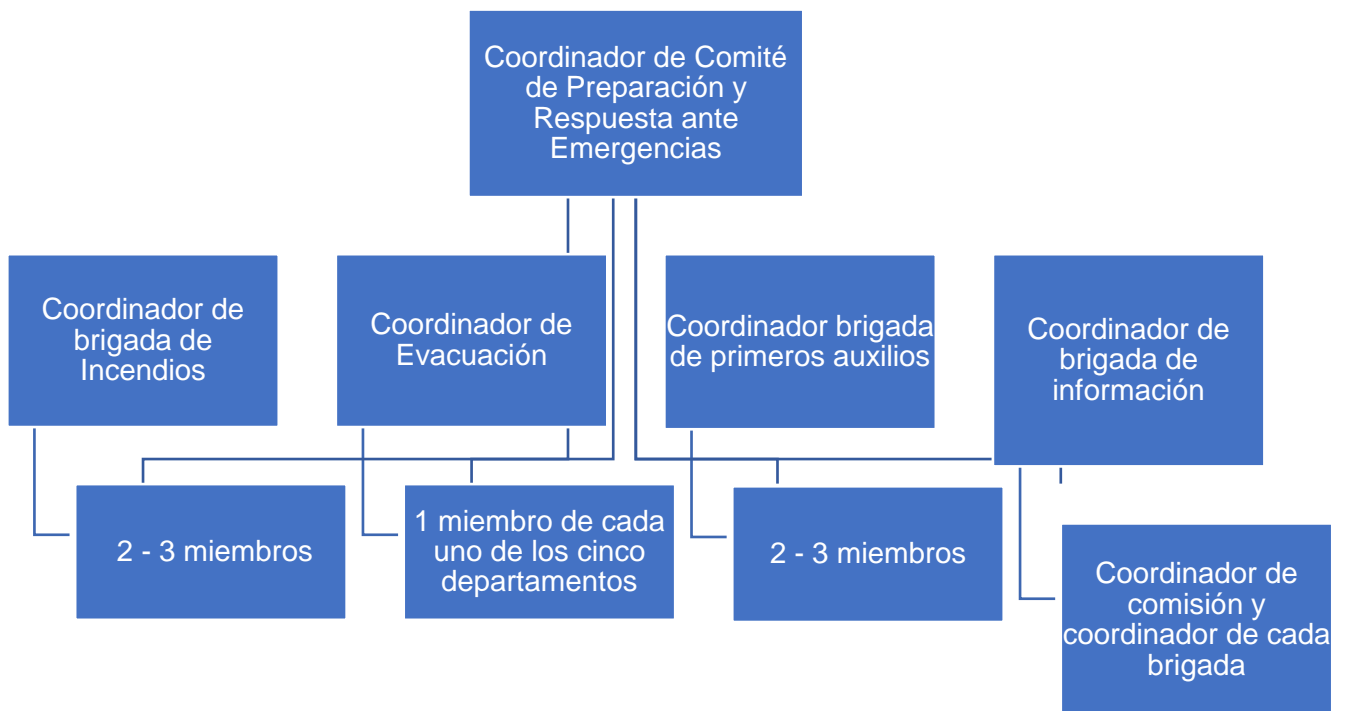 Coordinador de Comité
de Preparación y
Respuesta ante
Emergencias
Coordinador de
brigada de
Incendios
Coordinador de
Evacuación
Coordinador brigada
de primeros auxilios
Coordinador de
brigada de
información
2 - 3 miembros
1 miembro de cada
uno de los cinco
departamentos
2 - 3 miembros
Coordinador de
comisión y
coordinador de cada
brigada